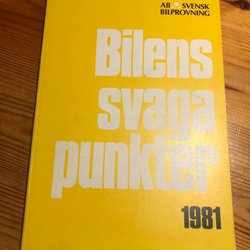 AB SVENSK
BILPROVNING
Bilens
svaga
punkter
1981